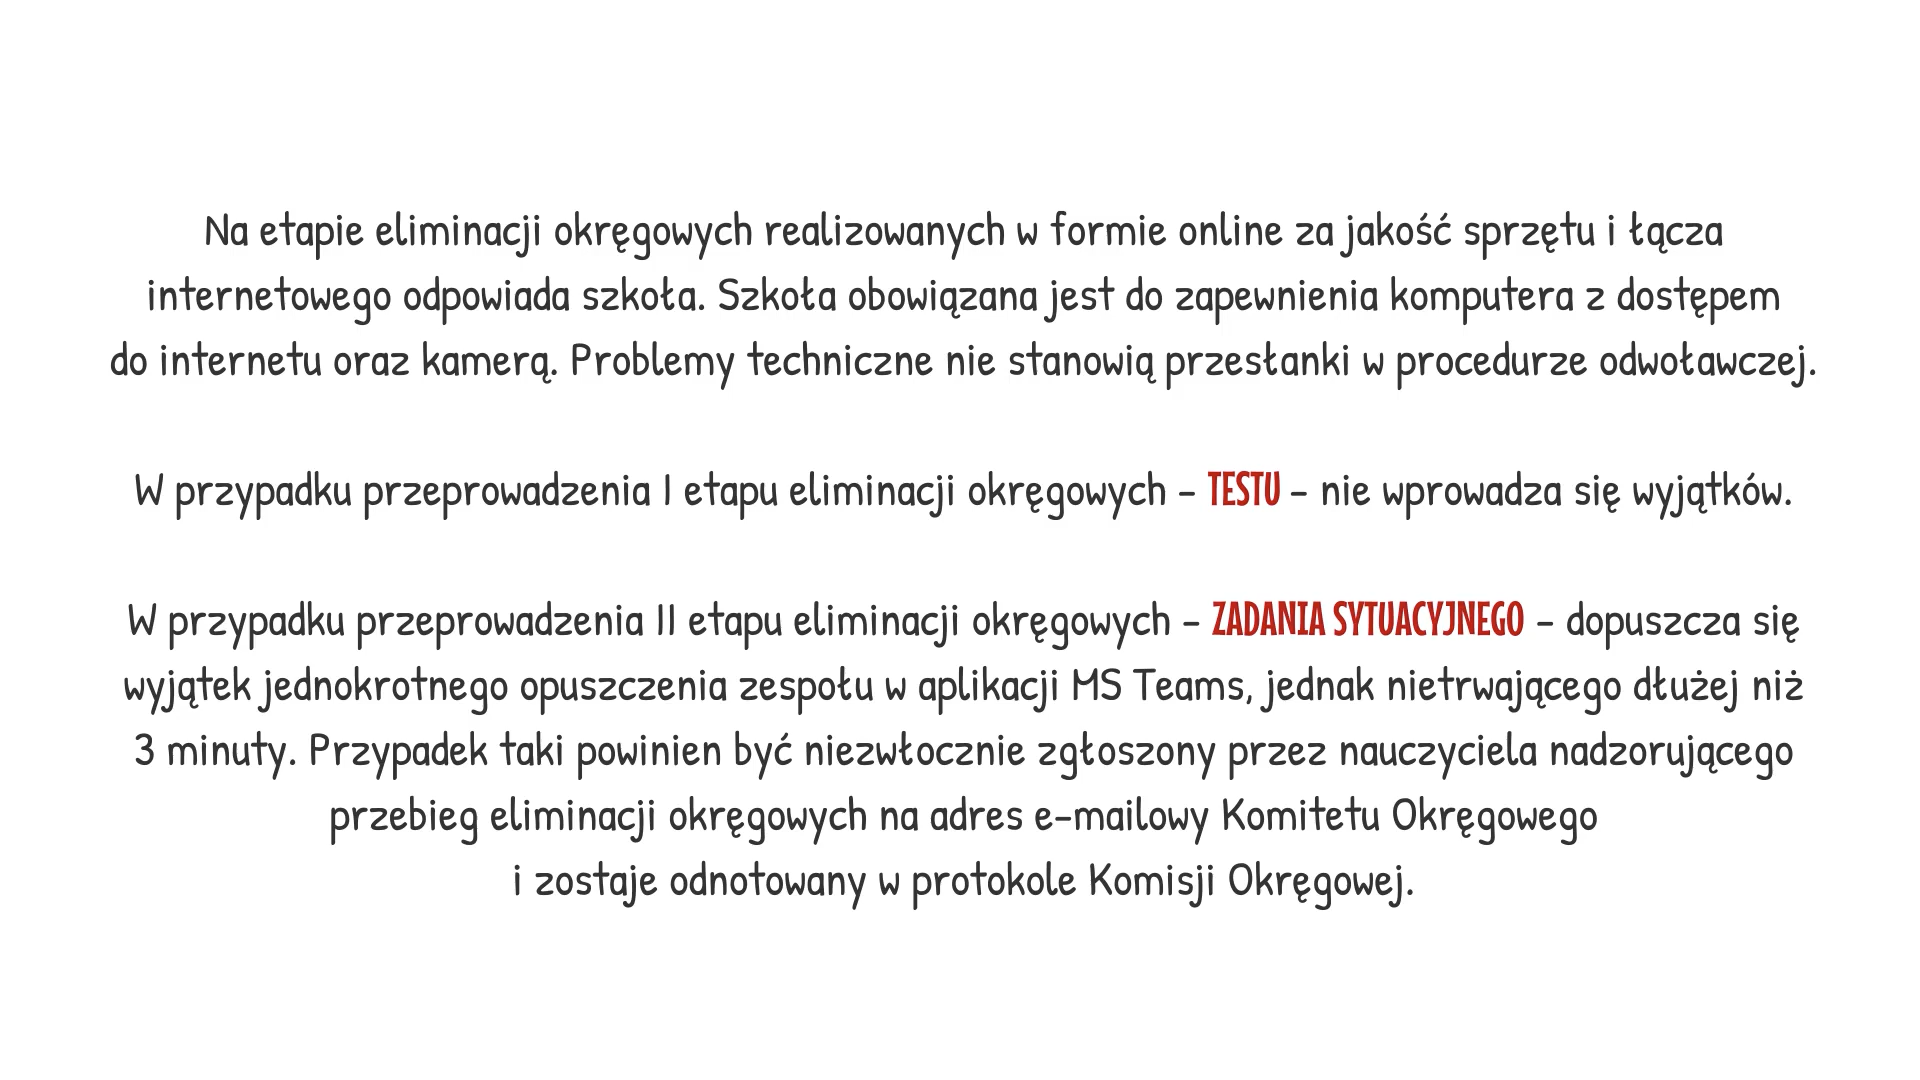 Na etapie eliminacji okręgowych realizowanych w formie online za jakość sprzętu i łącza
internetowego odpowiada szkoła. Szkoła obowiązana jest do zapewnienia komputera z dostępem
do internetu oraz kamerą. Problemy techniczne nie stanowią przesłanki w procedurze odwoławczej.
W przypadku przeprowadzenia I etapu eliminacji okręgowych – TESTU – nie wprowadza się wyjątków.
W przypadku przeprowadzenia II etapu eliminacji okręgowych – ZADANIA SYTUACYJNEGO – dopuszcza się
wyjątek jednokrotnego opuszczenia zespołu w aplikacji MS Teams, jednak nietrwającego dłużej niż
3 minuty. Przypadek taki powinien być niezwłocznie zgłoszony przez nauczyciela nadzorującego
przebieg eliminacji okręgowych na adres e-mailowy Komitetu Okręgowego
i zostaje odnotowany w protokole Komisji Okręgowej.